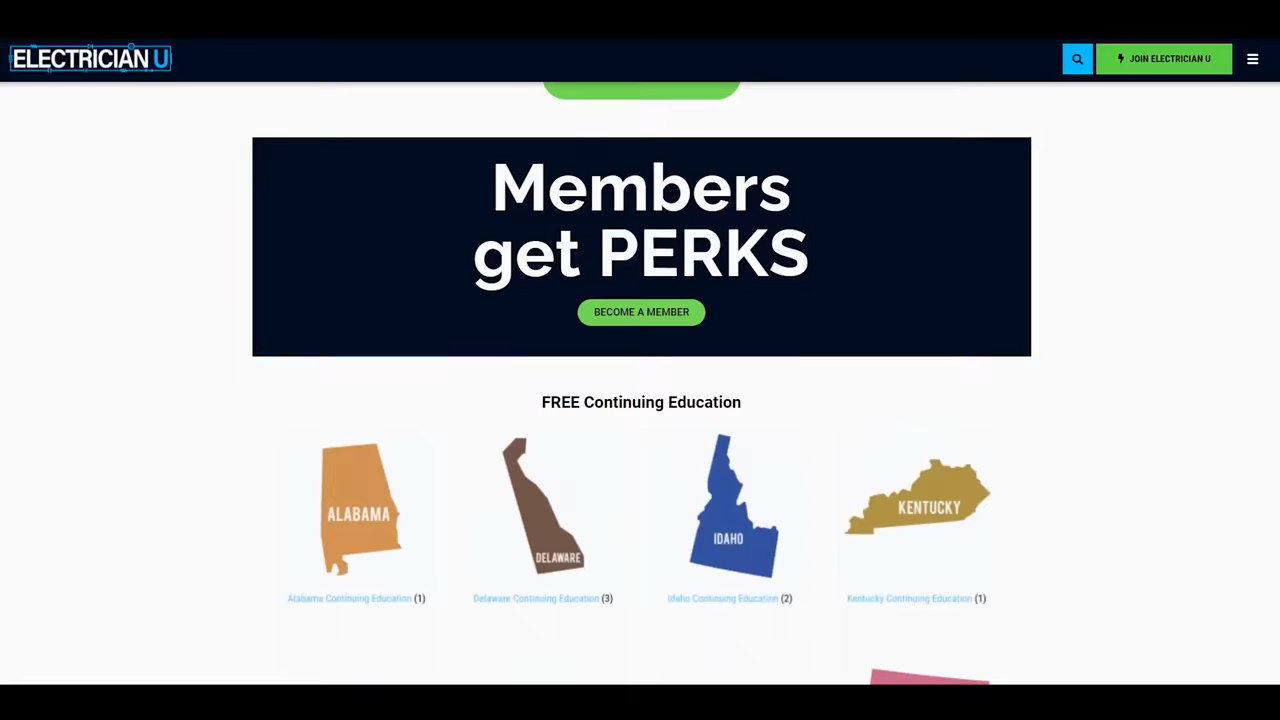 ELECTRICIAN U
JOIN ELECTRICIAN U
Members
get PERKS
BECOME A MEMBER
FREE Continuing Education
ALABAMA
DELAWARE
IDAHO
KENTUCKY
Alabama Continuing Education (1)
Delaware Continuing Education (3)
Idaho Continuing Education (2)
Kentucky Continuing Education (1)